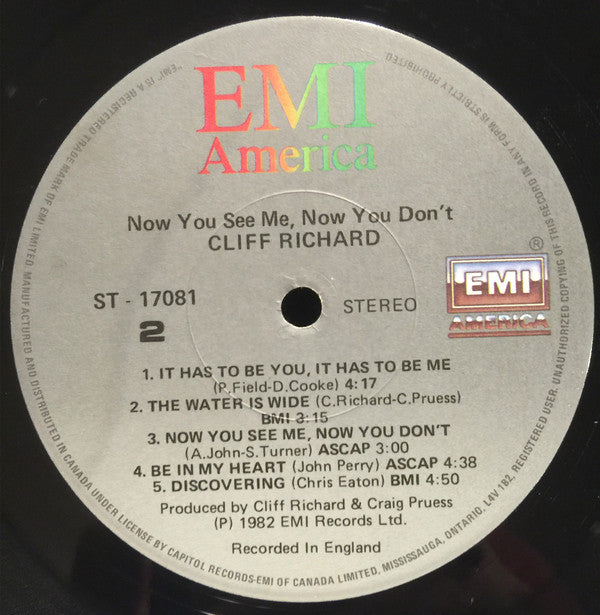 EMI
America
Now You See Me, Now You Don't
CLIFF RICHARD
ST - 17081
STEREO
2
®
EMI
AMERICA
1. IT HAS TO BE YOU, IT HAS TO BE ME
(P.Field-D.Cooke) 4:17
2. THE WATER IS WIDE (C.Richard-C.Pruess)
BMI 3:15
3. NOW YOU SEE ME, NOW YOU DON'T
(A.John-S.Turner) ASCAP 3:00
4. BE IN MY HEART (John Perry) ASCAP 4:38
5. DISCOVERING (Chris Eaton) BMI 4:50
Produced by Cliff Richard & Craig Pruess
(P) 1982 EMI Records Ltd.
Recorded In England
"EMI" IS A REGISTERED TRADE MARK OF EMI LIMITED. MANUFACTURED AND DISTRIBUTED IN CANADA UNDER LICENSE BY CAPITOL RECORDS-EMI OF CANADA LIMITED, MISSISSAUGA, ONTARIO. L4V 1B2. REGISTERED USER. UNAUTHORIZED COPYING OF THIS RECORD IN ANY FORM IS STRICTLY PROHIBITED